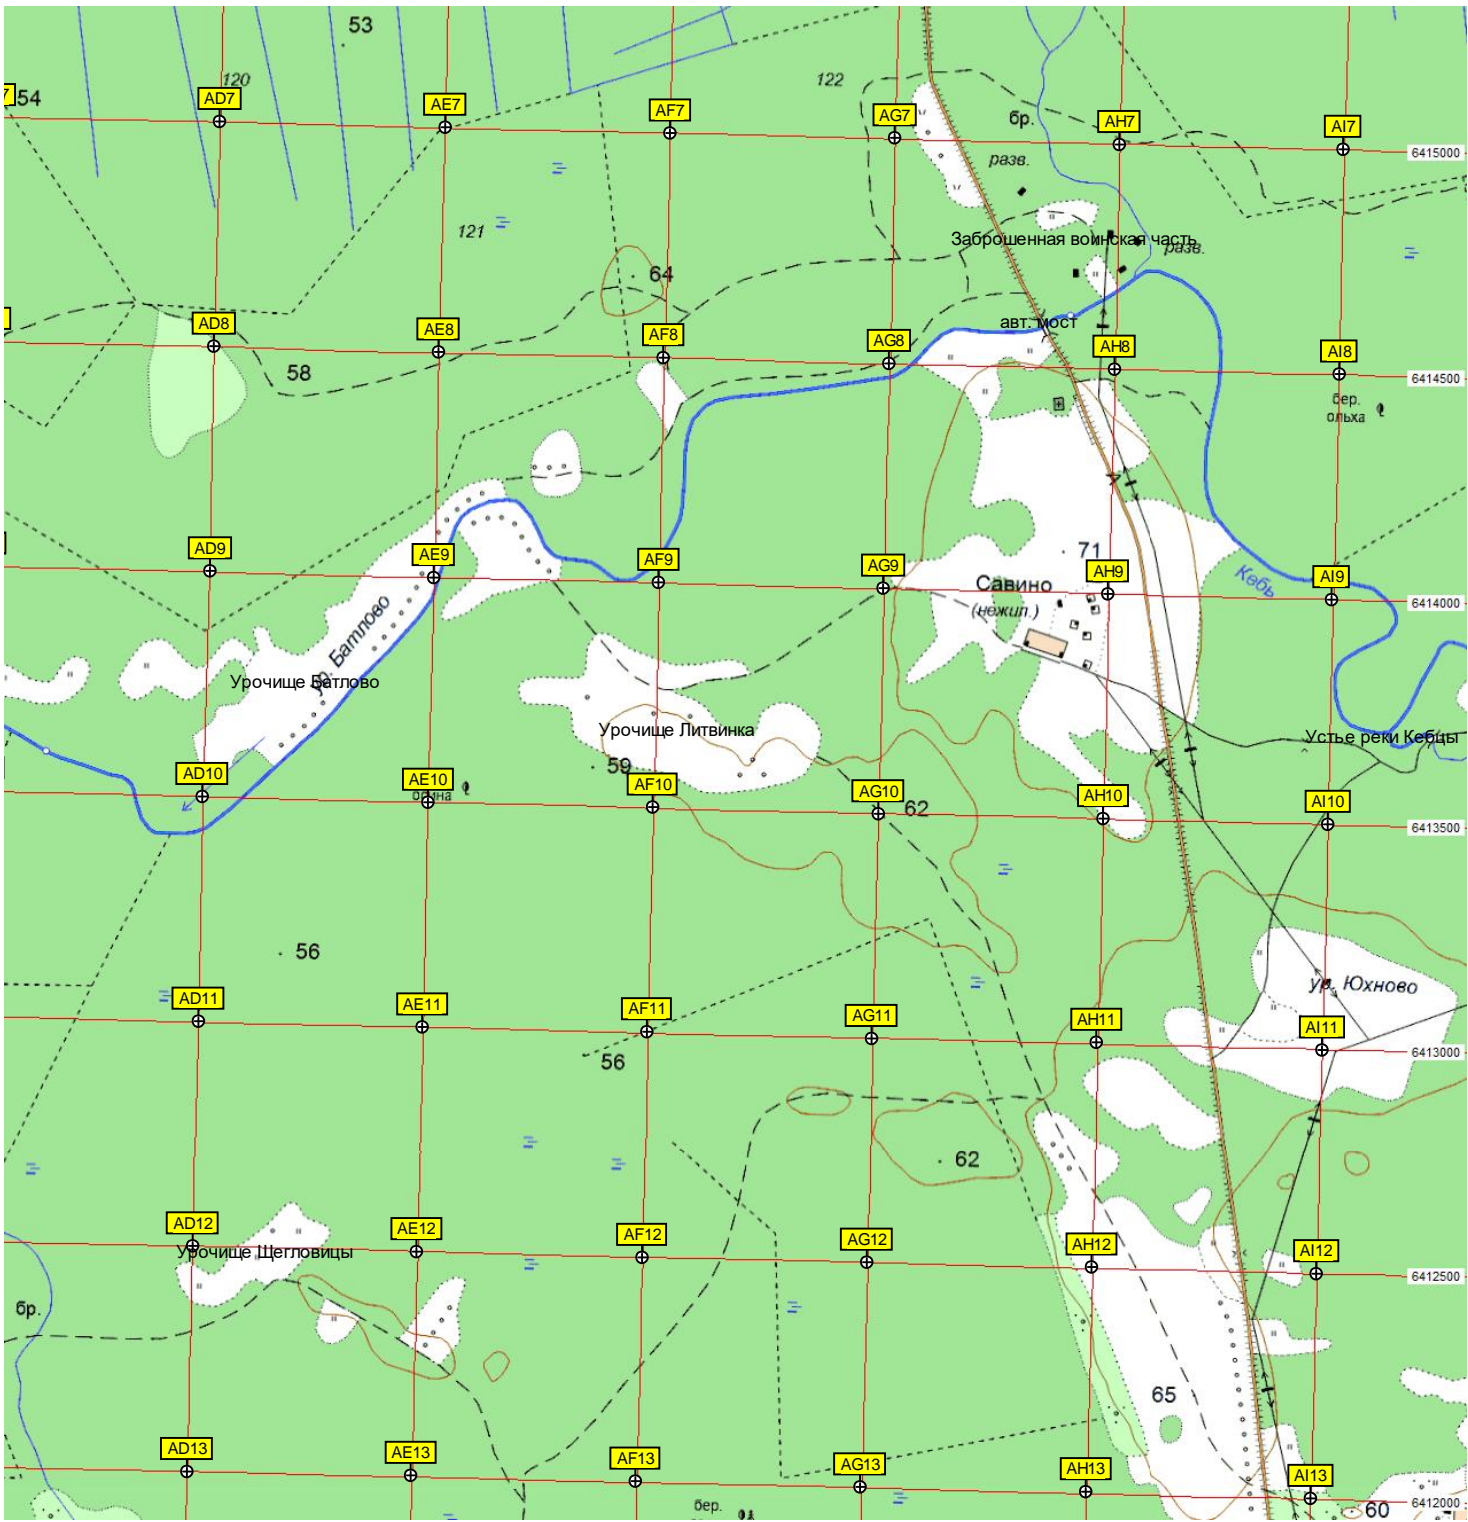 53
54
120
122
AD7
AE7
AF7
AG7
бр.
AH7
AI7
6415000
разв.
121
Заброшенная воинская часть
разв.
64
авт. мост
AD8
AE8
AF8
AG8
AH8
AI8
6414500
58
бер.
ольха
71
AD9
AE9
AF9
AG9
AH9
AI9
6414000
Кебь
Савино
(нежил.)
ур. Батлово
Урочище Батлово
Урочище Литвинка
Устье реки Кебцы
59
AD10
AE10
AF10
AG10
AH10
AI10
62
6413500
56
ур. Юхново
AD11
AE11
AF11
AG11
AH11
AI11
6413000
56
62
AD12
AE12
AF12
AG12
AH12
AI12
Урочище Щегловицы
6412500
бр.
65
AD13
AE13
AF13
AG13
AH13
AI13
6412000
бер.
60